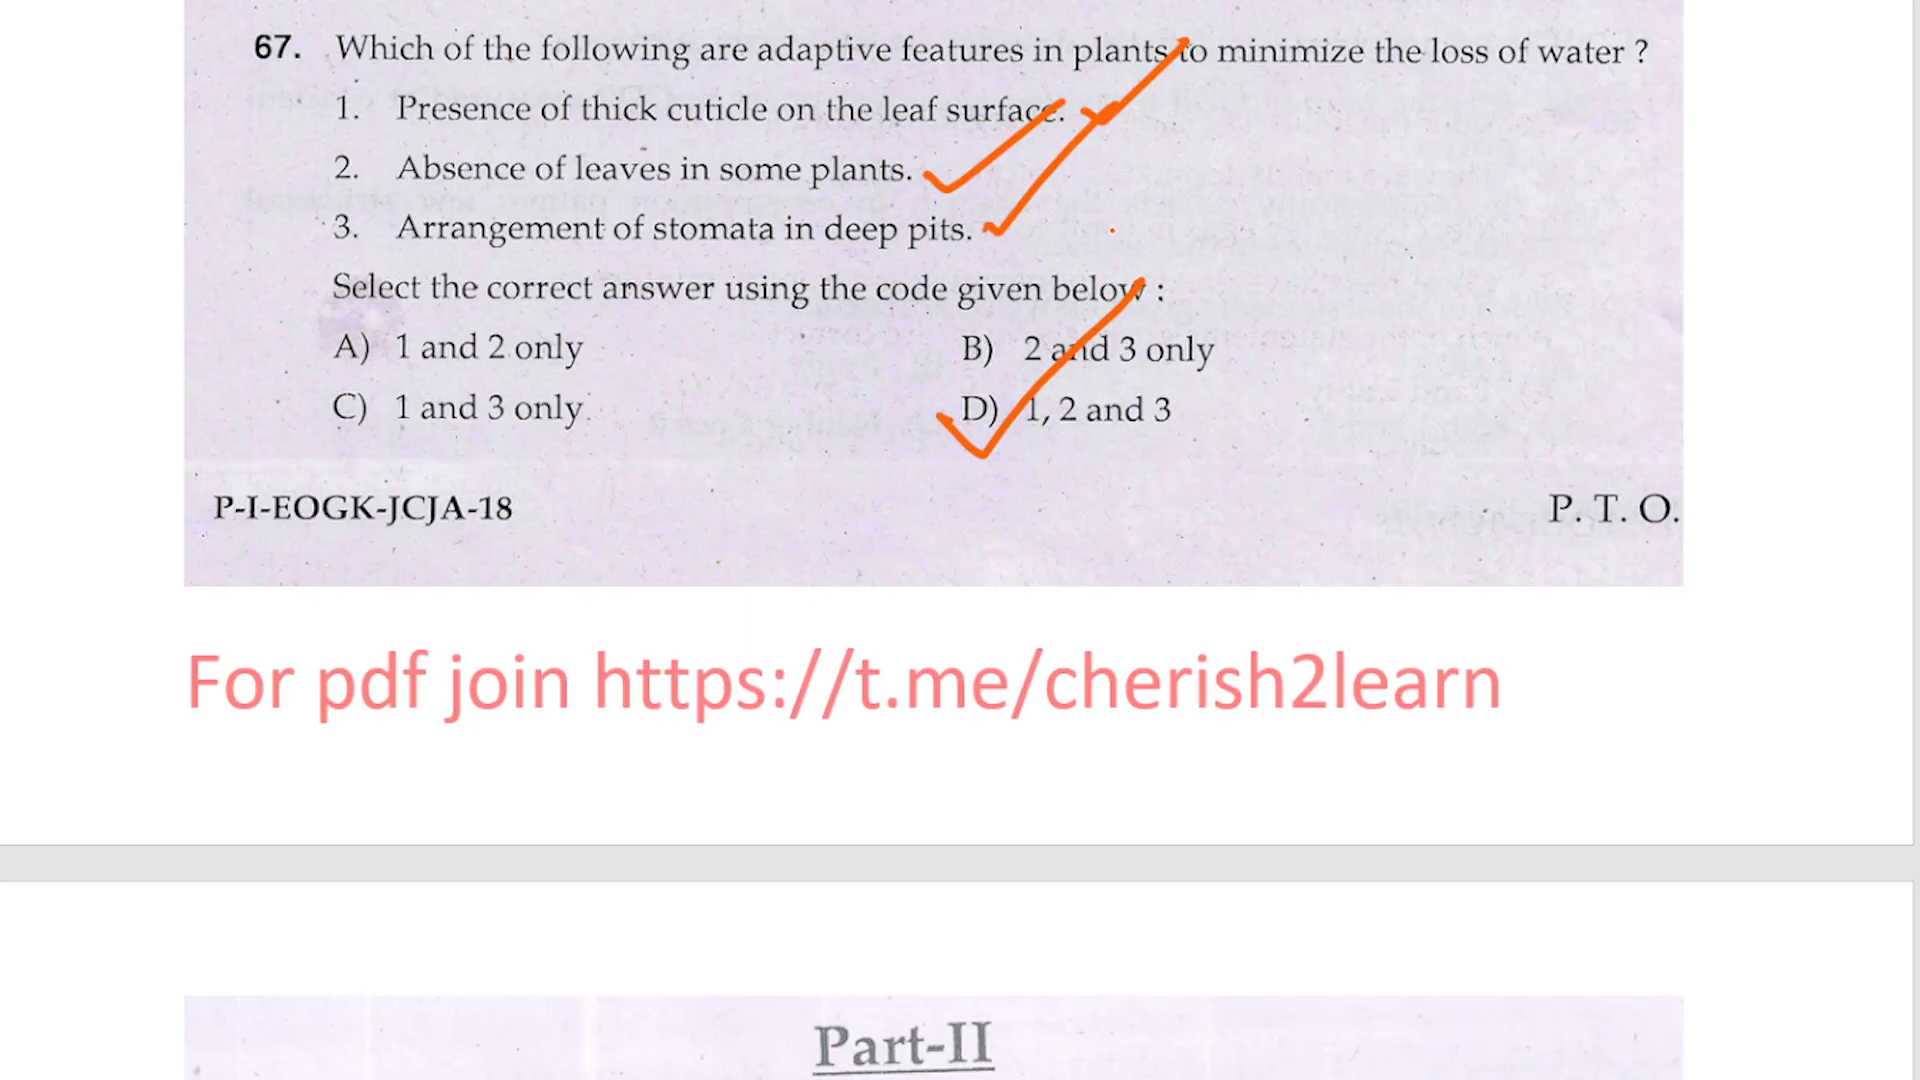 67. Which of the following are adaptive features in plants to minimize the loss of water ?
1. Presence of thick cuticle on the leaf surface.
2. Absence of leaves in some plants.
3. Arrangement of stomata in deep pits.
Select the correct answer using the code given below :
A) 1 and 2 only B) 2 and 3 only
C) 1 and 3 only D) 1, 2 and 3
P-I-EOGK-JCJA-18 P. T. O.
For pdf join https://t.me/cherish2learn
Part-II